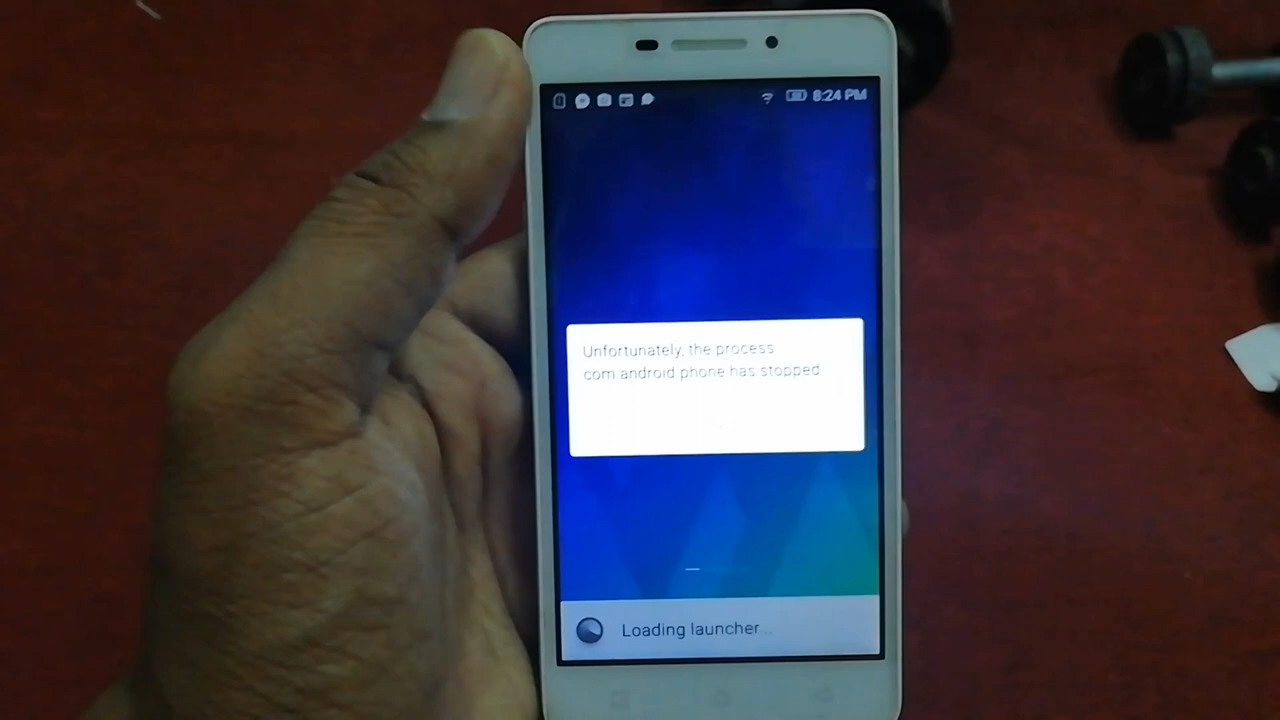 8:24 PM
Unfortunately, the process
com.android.phone has stopped
Loading launcher...